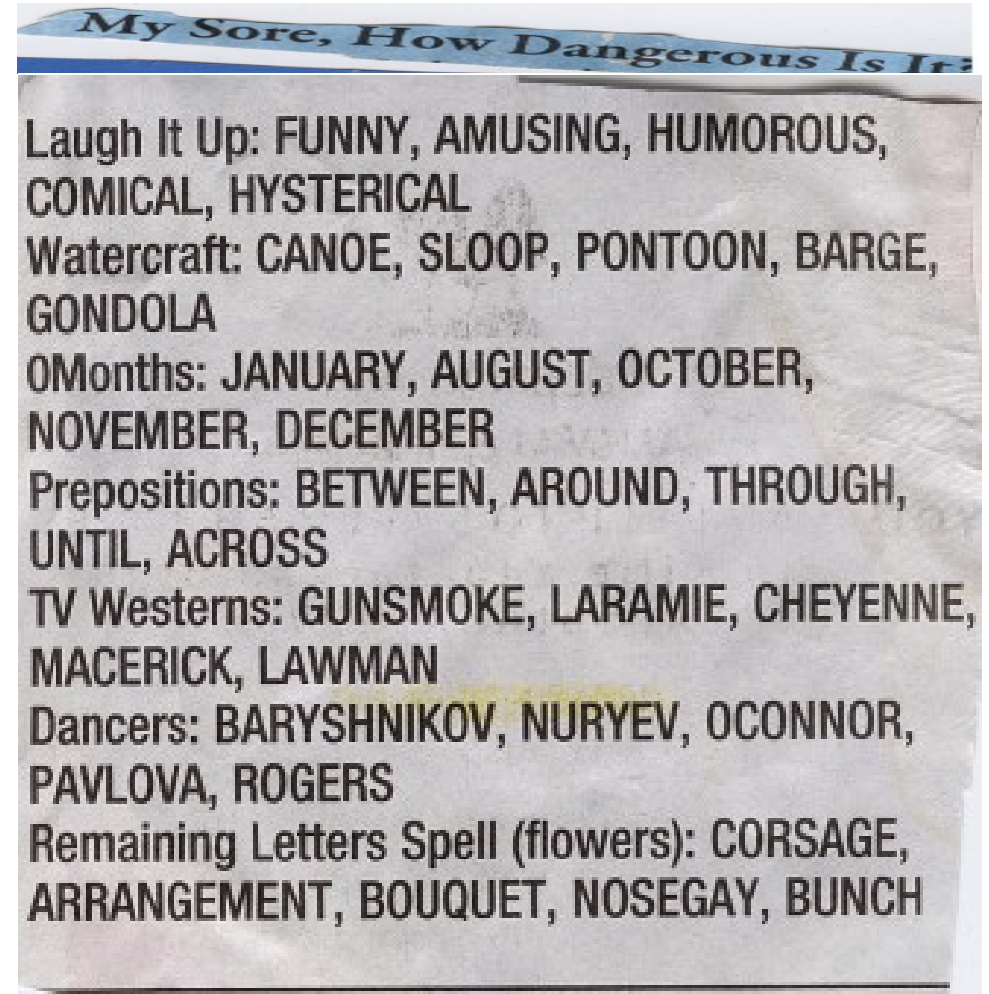 My Sore, How Dangerous Is It?
Laugh It Up: FUNNY, AMUSING, HUMOROUS,
COMICAL, HYSTERICAL
Watercraft: CANOE, SLOOP, PONTOON, BARGE,
GONDOLA
0Months: JANUARY, AUGUST, OCTOBER,
NOVEMBER, DECEMBER
Prepositions: BETWEEN, AROUND, THROUGH,
UNTIL, ACROSS
TV Westerns: GUNSMOKE, LARAMIE, CHEYENNE,
MACERICK, LAWMAN
Dancers: BARYSHNIKOV, NURYEV, OCONNOR,
PAVLOVA, ROGERS
Remaining Letters Spell (flowers): CORSAGE,
ARRANGEMENT, BOUQUET, NOSEGAY, BUNCH